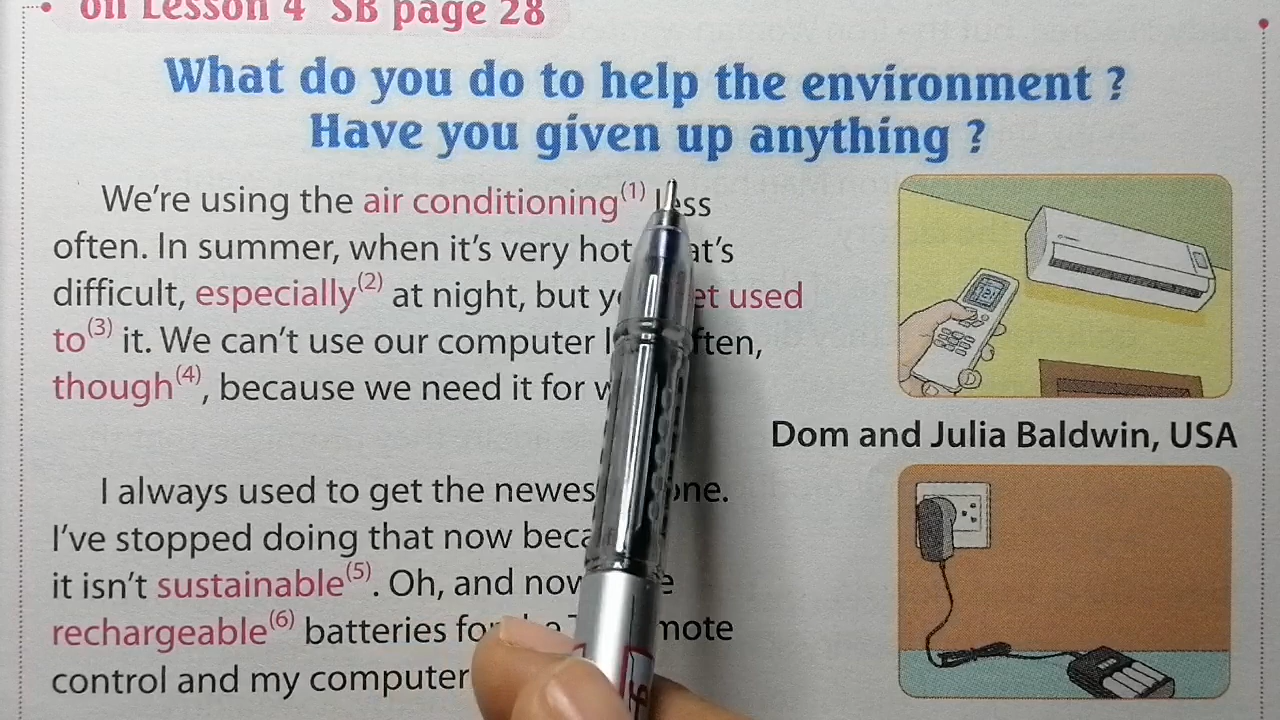 on Lesson 4 SB page 28
What do you do to help the environment ?
Have you given up anything ?
We're using the air conditioning(1) less
often. In summer, when it's very hot
difficult, especially(2) at night, but used
to(3) it. We can't use our computer
though(4), because we need it for
Dom and Julia Baldwin, USA
I always used to get the
I've stopped doing that now
it isn't sustainable(5). Oh, and
rechargeable(6) batteries
control and my computer